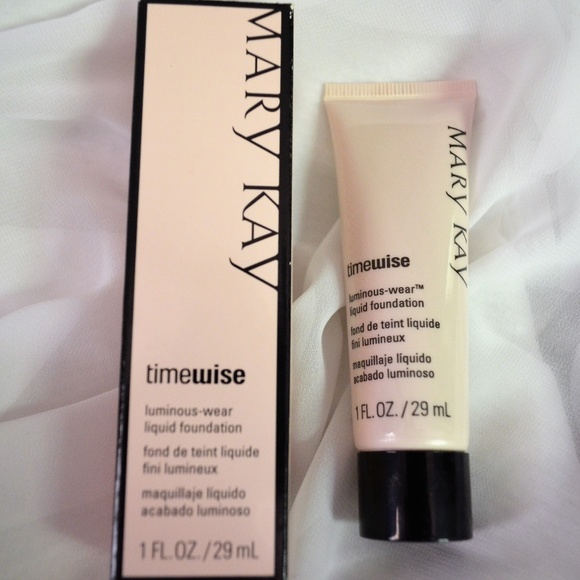 MARY KAY
timewise
luminous-wear
liquid foundation
fond de teint liquide
fini lumineux
maquillaje líquido
acabado luminoso
1 FL.OZ./29 mL
MARY KAY
timewise
luminous-wear™
liquid foundation
fond de teint liquide
fini lumineux
maquillaje líquido
acabado luminoso
1 FL.OZ./29 mL